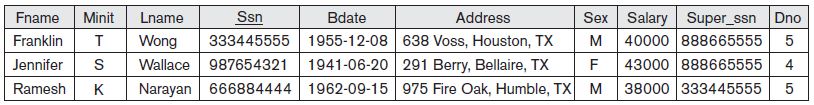 Fname Minit Lname Ssn Bdate Address Sex Salary Super_ssn Dno
Franklin T Wong 333445555 1955-12-08 638 Voss, Houston, TX M 40000 888665555 5
Jennifer S Wallace 987654321 1941-06-20 291 Berry, Bellaire, TX F 43000 888665555 4
Ramesh K Narayan 666884444 1962-09-15 975 Fire Oak, Humble, TX M 38000 333445555 5